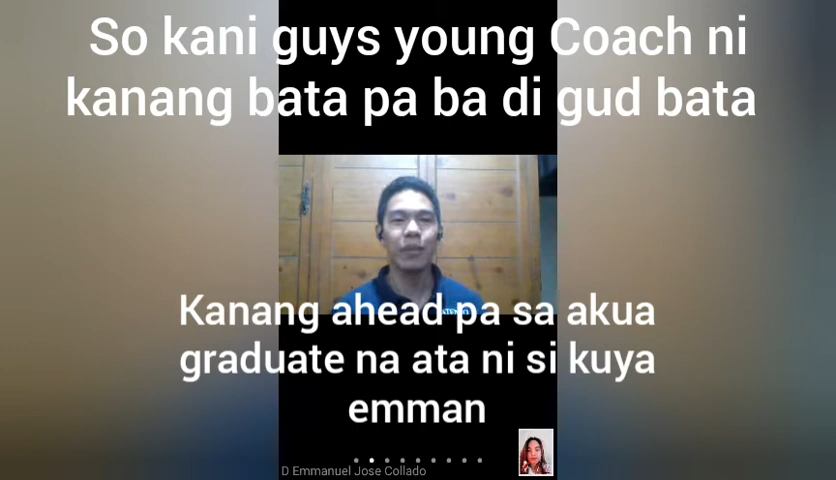 So kani guys young Coach ni
kanang bata pa ba di gud bata
Kanang ahead pa sa akua
graduate na ata ni si kuya
emman
D Emmanuel Jose Collado